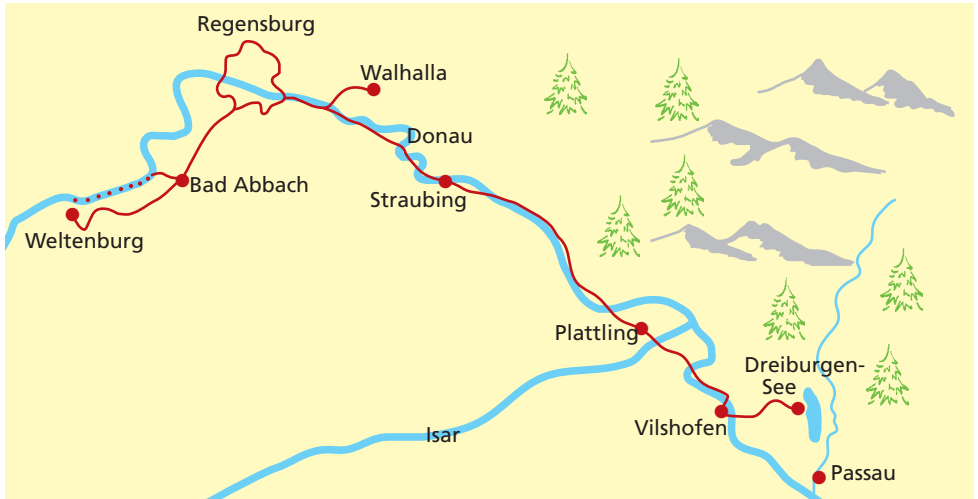 Regensburg
Walhalla
Donau
Bad Abbach
Straubing
Weltenburg
Plattling
Dreiburgen-
See
Vilshofen
Isar
Passau